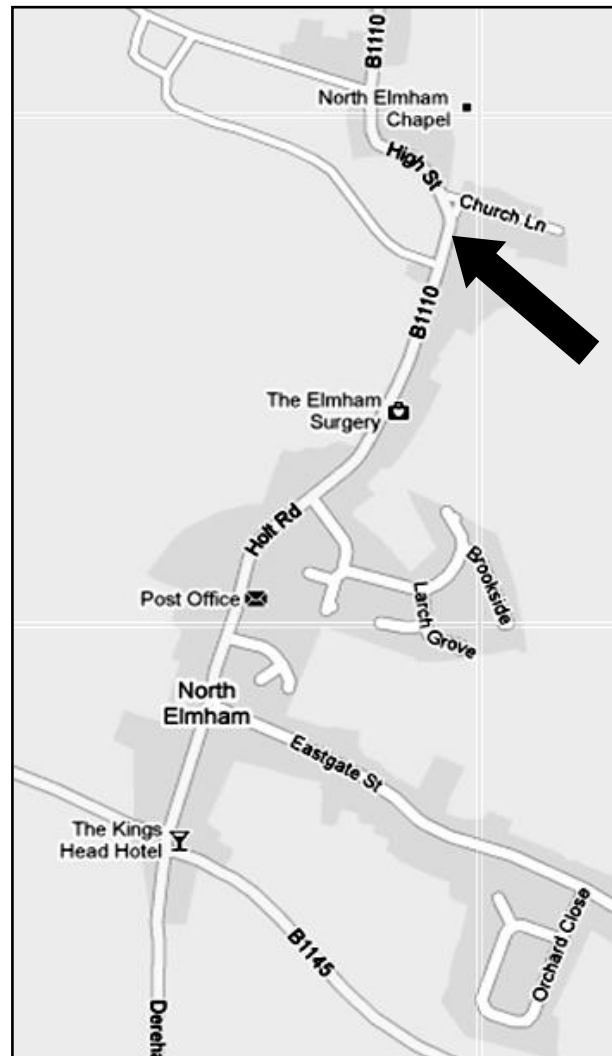 B1110
North Elmham
Chapel
High St
Church Ln
B1110
The Elmham
Surgery
Holt Rd
Post Office
Brookside
Larch Grove
North
Elmham
Eastgate St
The Kings
Head Hotel
Orchard Close
B1145
Dereha